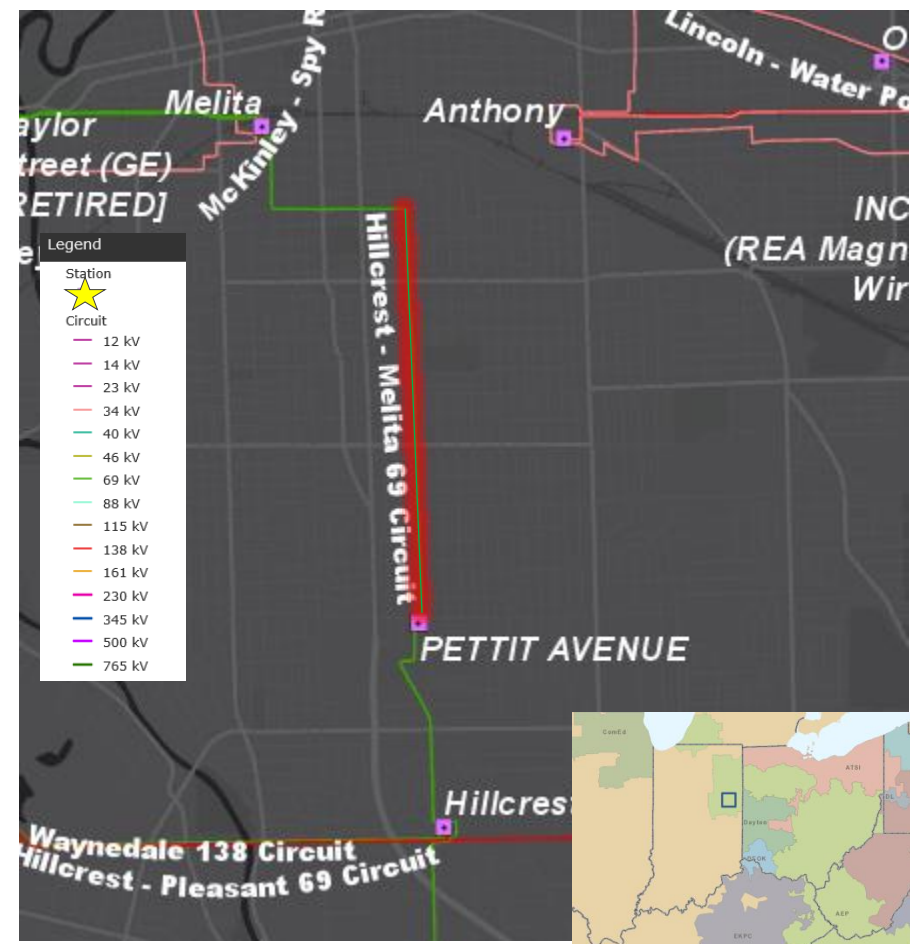 Lincoln - Water Po
O
Melita
McKinley - Spy R
Anthony
aylor
treet (GE)
RETIRED]
INC
(REA Magn
Wir
Legend
Station
Circuit
12 kV
14 kV
23 kV
34 kV
40 kV
46 kV
69 kV
88 kV
115 kV
138 kV
161 kV
230 kV
345 kV
500 kV
765 kV
Hillcrest - Melita 69 Circuit
PETTIT AVENUE
Hillcrest
Waynedale 138 Circuit
Hillcrest - Pleasant 69 Circuit
ComEd
ATSI
Dayton
AEP
EKPC